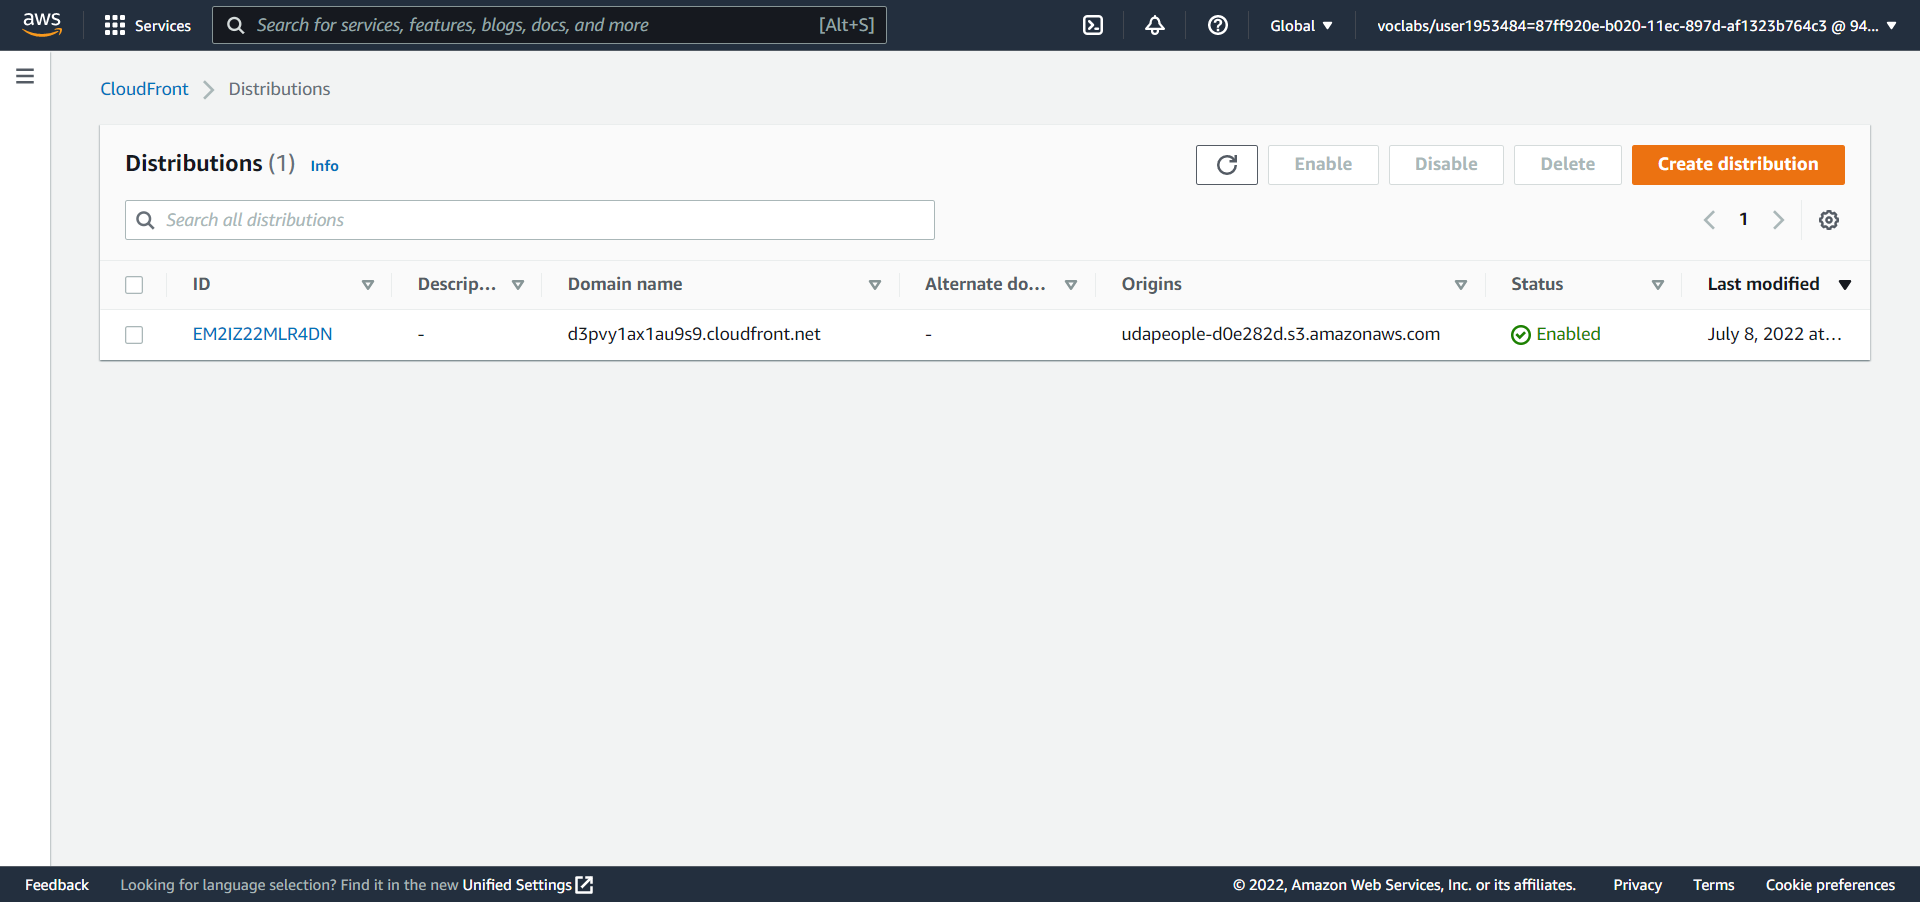 aws Services Search for services, features, blogs, docs, and more [Alt+S] Global voclabs/user1953484=87ff920e-b020-11ec-897d-af1323b764c3 @ 94...
CloudFront Distributions
Distributions (1) Info Enable Disable Delete Create distribution
Search all distributions 1
ID Descrip... Domain name Alternate do... Origins Status Last modified
EM2IZ22MLR4DN - d3pvy1ax1au9s9.cloudfront.net - udapeople-d0e282d.s3.amazonaws.com Enabled July 8, 2022 at...
Feedback Looking for language selection? Find it in the new Unified Settings © 2022, Amazon Web Services, Inc. or its affiliates. Privacy Terms Cookie preferences